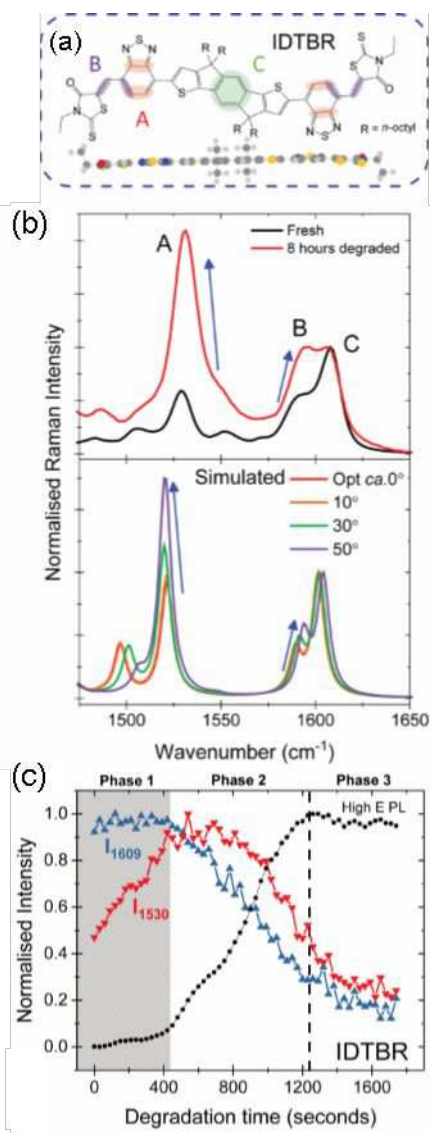 (a)
IDTBR
R
R
C
B
N
S
N
S
O
N
S
S
A
S
S
R
R
N
S
N
S
S
N
O
R = n-octyl
(b)
Normalised Raman Intensity
A
Fresh
8 hours degraded
B
C
Simulated
Opt ca.0°
10°
30°
50°
1500
1550
1600
1650
Wavenumber (cm-1)
(c)
Phase 1
Phase 2
Phase 3
High E PL
I1609
I1530
Normalised Intensity
1.0
0.8
0.6
0.4
0.2
0.0
IDTBR
0
400
800
1200
1600
Degradation time (seconds)